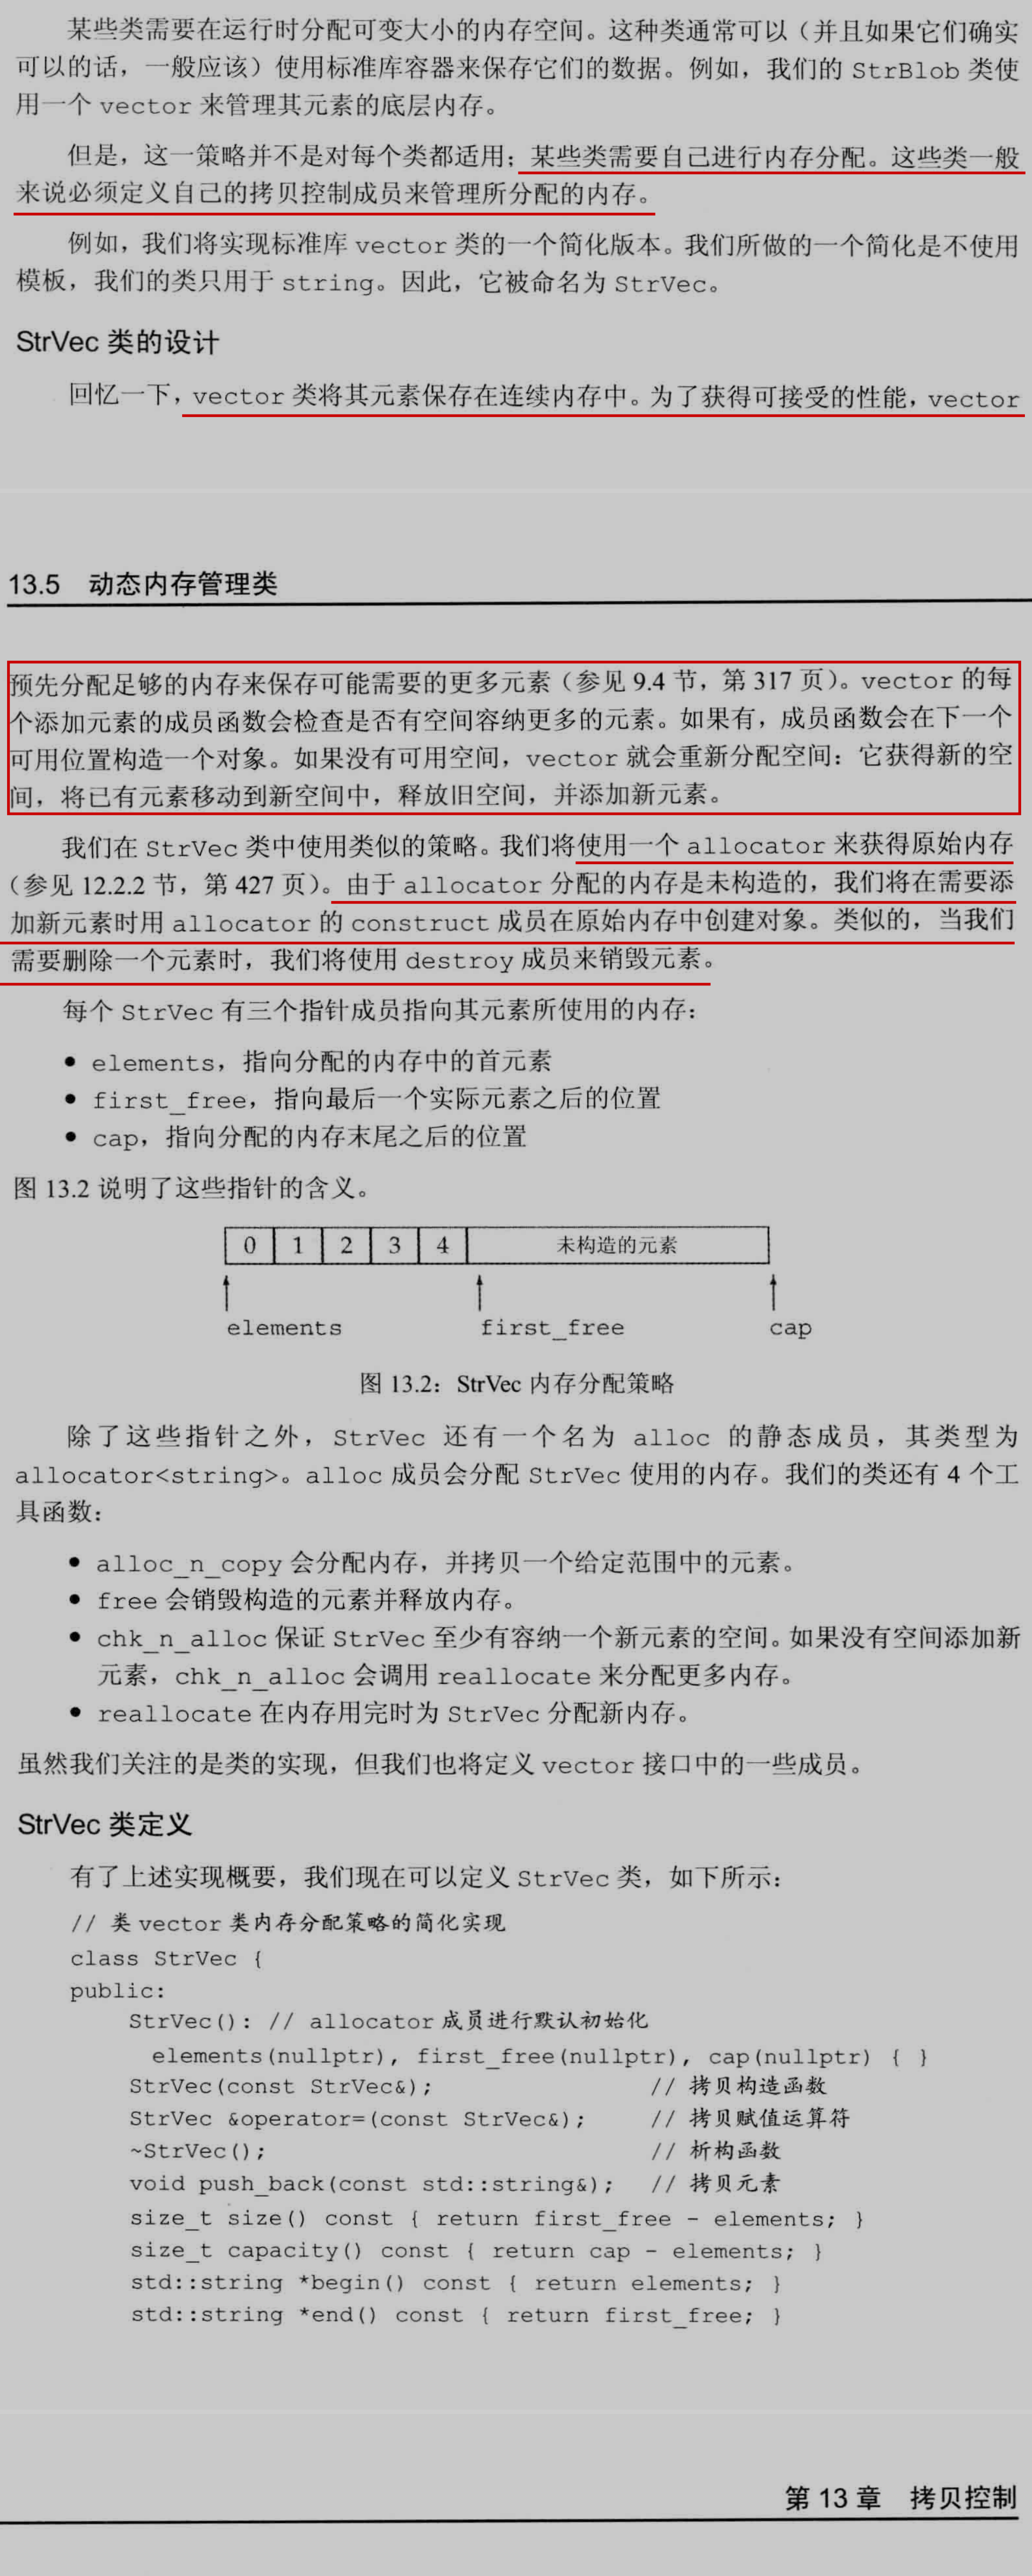 某些类需要在运行时分配可变大小的内存空间。这种类通常可以（并且如果它们确实
可以的话，一般应该）使用标准库容器来保存它们的数据。例如，我们的 StrBlob 类使
用一个 vector 来管理其元素的底层内存。
但是，这一策略并不是对每个类都适用；某些类需要自己进行内存分配。这些类一般
来说必须定义自己的拷贝控制成员来管理所分配的内存。
例如，我们将实现标准库 vector 类的一个简化版本。我们所做的一个简化是不使用
模板，我们的类只用于 string。因此，它被命名为 StrVec。
StrVec 类的设计
回忆一下，vector 类将其元素保存在连续内存中。为了获得可接受的性能，vector
13.5 动态内存管理类
预先分配足够的内存来保存可能需要的更多元素（参见 9.4 节，第 317 页）。vector 的每
个添加元素的成员函数会检查是否有空间容纳更多的元素。如果有，成员函数会在下一个
可用位置构造一个对象。如果没有可用空间，vector 就会重新分配空间：它获得新的空
间，将已有元素移动到新空间中，释放旧空间，并添加新元素。
我们在 StrVec 类中使用类似的策略。我们将使用一个 allocator 来获得原始内存
（参见 12.2.2 节，第 427 页）。由于 allocator 分配的内存是未构造的，我们将在需要添
加新元素时用 allocator 的 construct 成员在原始内存中创建对象。类似的，当我们
需要删除一个元素时，我们将使用 destroy 成员来销毁元素。
每个 StrVec 有三个指针成员指向其元素所使用的内存：
● elements，指向分配的内存中的首元素
● first_free，指向最后一个实际元素之后的位置
● cap，指向分配的内存末尾之后的位置
图 13.2 说明了这些指针的含义。
0 1 2 3 4 未构造的元素
elements first_free cap
图 13.2：StrVec 内存分配策略
除了这些指针之外，StrVec 还有一个名为 alloc 的静态成员，其类型为
allocator<string>。alloc 成员会分配 StrVec 使用的内存。我们的类还有 4 个工
具函数：
● alloc_n_copy 会分配内存，并拷贝一个给定范围中的元素。
● free 会销毁构造的元素并释放内存。
● chk_n_alloc 保证 StrVec 至少有容纳一个新元素的空间。如果没有空间添加新
元素，chk_n_alloc 会调用 reallocate 来分配更多内存。
● reallocate 在内存用完时为 StrVec 分配新内存。
虽然我们关注的是类的实现，但我们也将定义 vector 接口中的一些成员。
StrVec 类定义
有了上述实现概要，我们现在可以定义 StrVec 类，如下所示：
// 类 vector 类内存分配策略的简化实现
class StrVec {
public:
StrVec(): // allocator 成员进行默认初始化
elements(nullptr), first_free(nullptr), cap(nullptr) { }
StrVec(const StrVec&); // 拷贝构造函数
StrVec &operator=(const StrVec&); // 拷贝赋值运算符
~StrVec(); // 析构函数
void push_back(const std::string&); // 拷贝元素
size_t size() const { return first_free - elements; }
size_t capacity() const { return cap - elements; }
std::string *begin() const { return elements; }
std::string *end() const { return first_free; }
第 13 章 拷贝控制